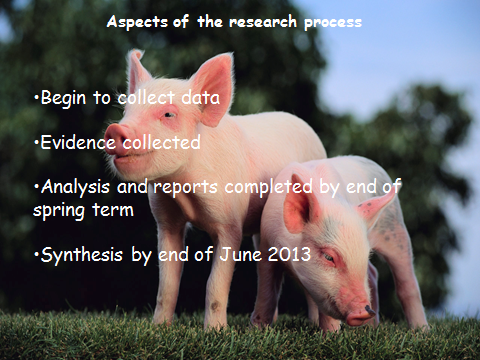 Aspects of the research process
•Begin to collect data
•Evidence collected
•Analysis and reports completed by end of
spring term
•Synthesis by end of June 2013